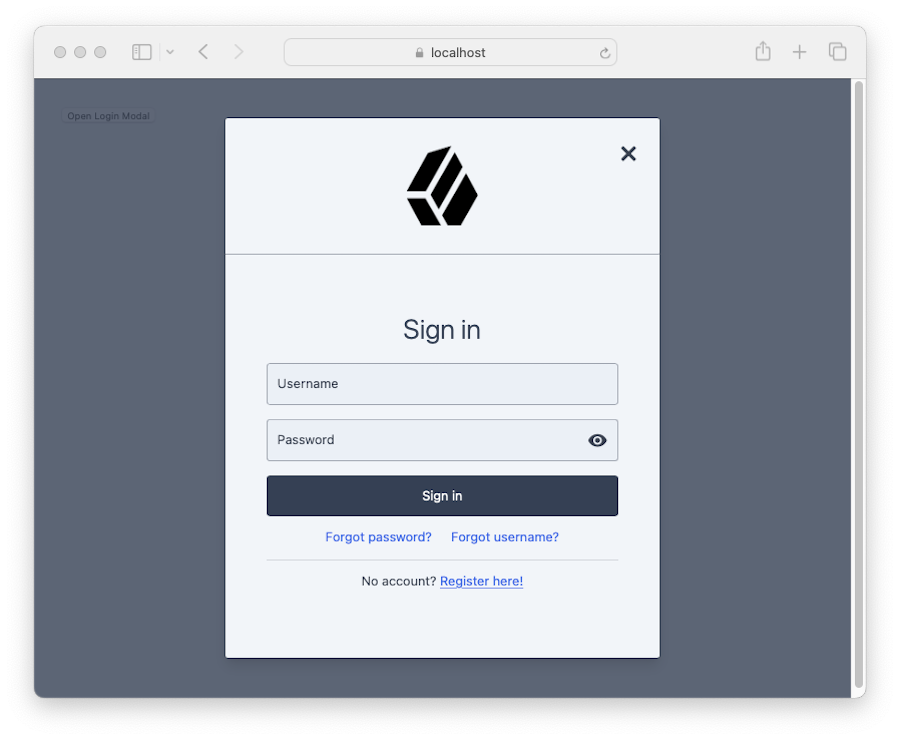 localhost
Open Login Modal
Sign in
Username
Password
Sign in
Forgot password? Forgot username?
No account? Register here!